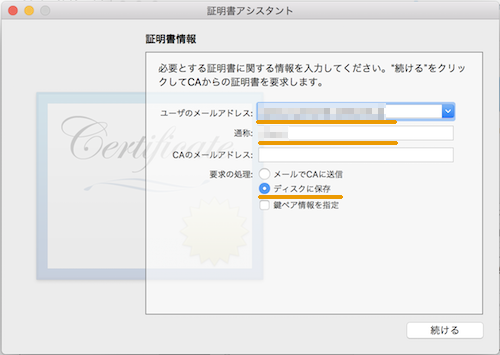 証明書アシスタント
証明書情報
Certificate
必要とする証明書に関する情報を入力してください。"続ける"をクリッ
クしてCAからの証明書を要求します。
ユーザのメールアドレス:
通称:
CAのメールアドレス:
要求の処理: メールでCAに送信
ディスクに保存
鍵ペア情報を指定
続ける